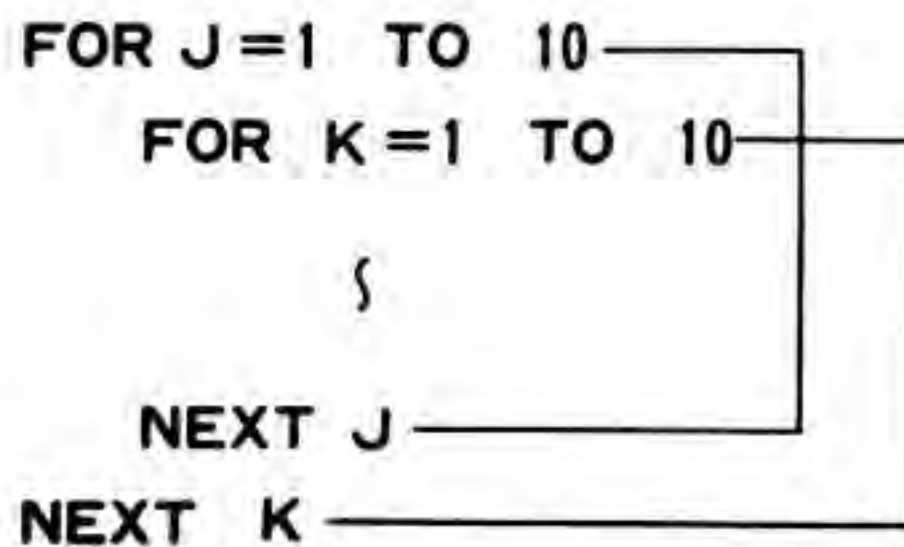 FOR J=1 TO 10
FOR K=1 TO 10
∫
NEXT J
NEXT K